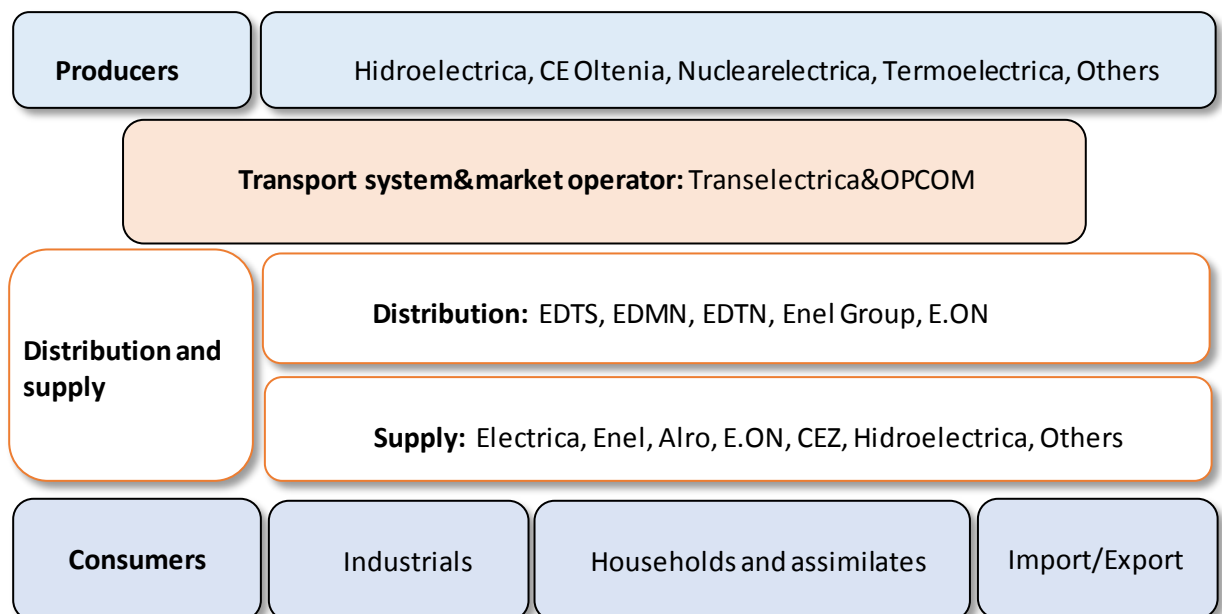 Producers
Hidroelectrica, CE Oltenia, Nuclearelectrica, Termoelectrica, Others
Transport system&market operator: Transelectrica&OPCOM
Distribution and
supply
Distribution: EDTS, EDMN, EDTN, Enel Group, E.ON
Supply: Electrica, Enel, Alro, E.ON, CEZ, Hidroelectrica, Others
Consumers
Industrials
Households and assimilates
Import/Export